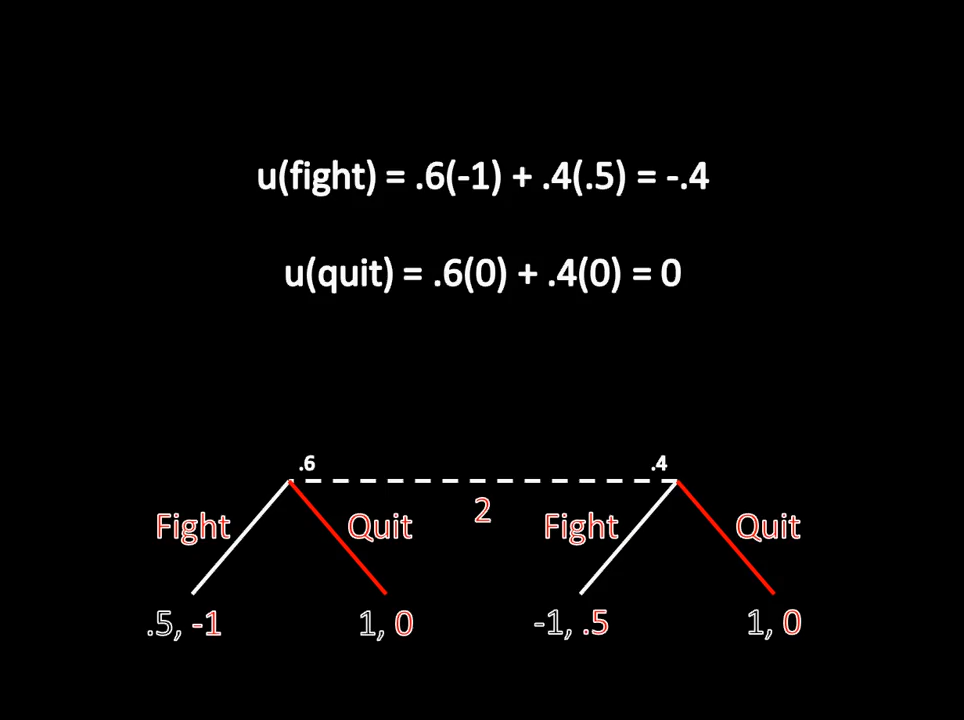 u(fight) = .6(-1) + .4(.5) = -.4
u(quit) = .6(0) + .4(0) = 0
.6 .4
2
Fight Quit Fight Quit
.5, -1 1, 0 -1, .5 1, 0